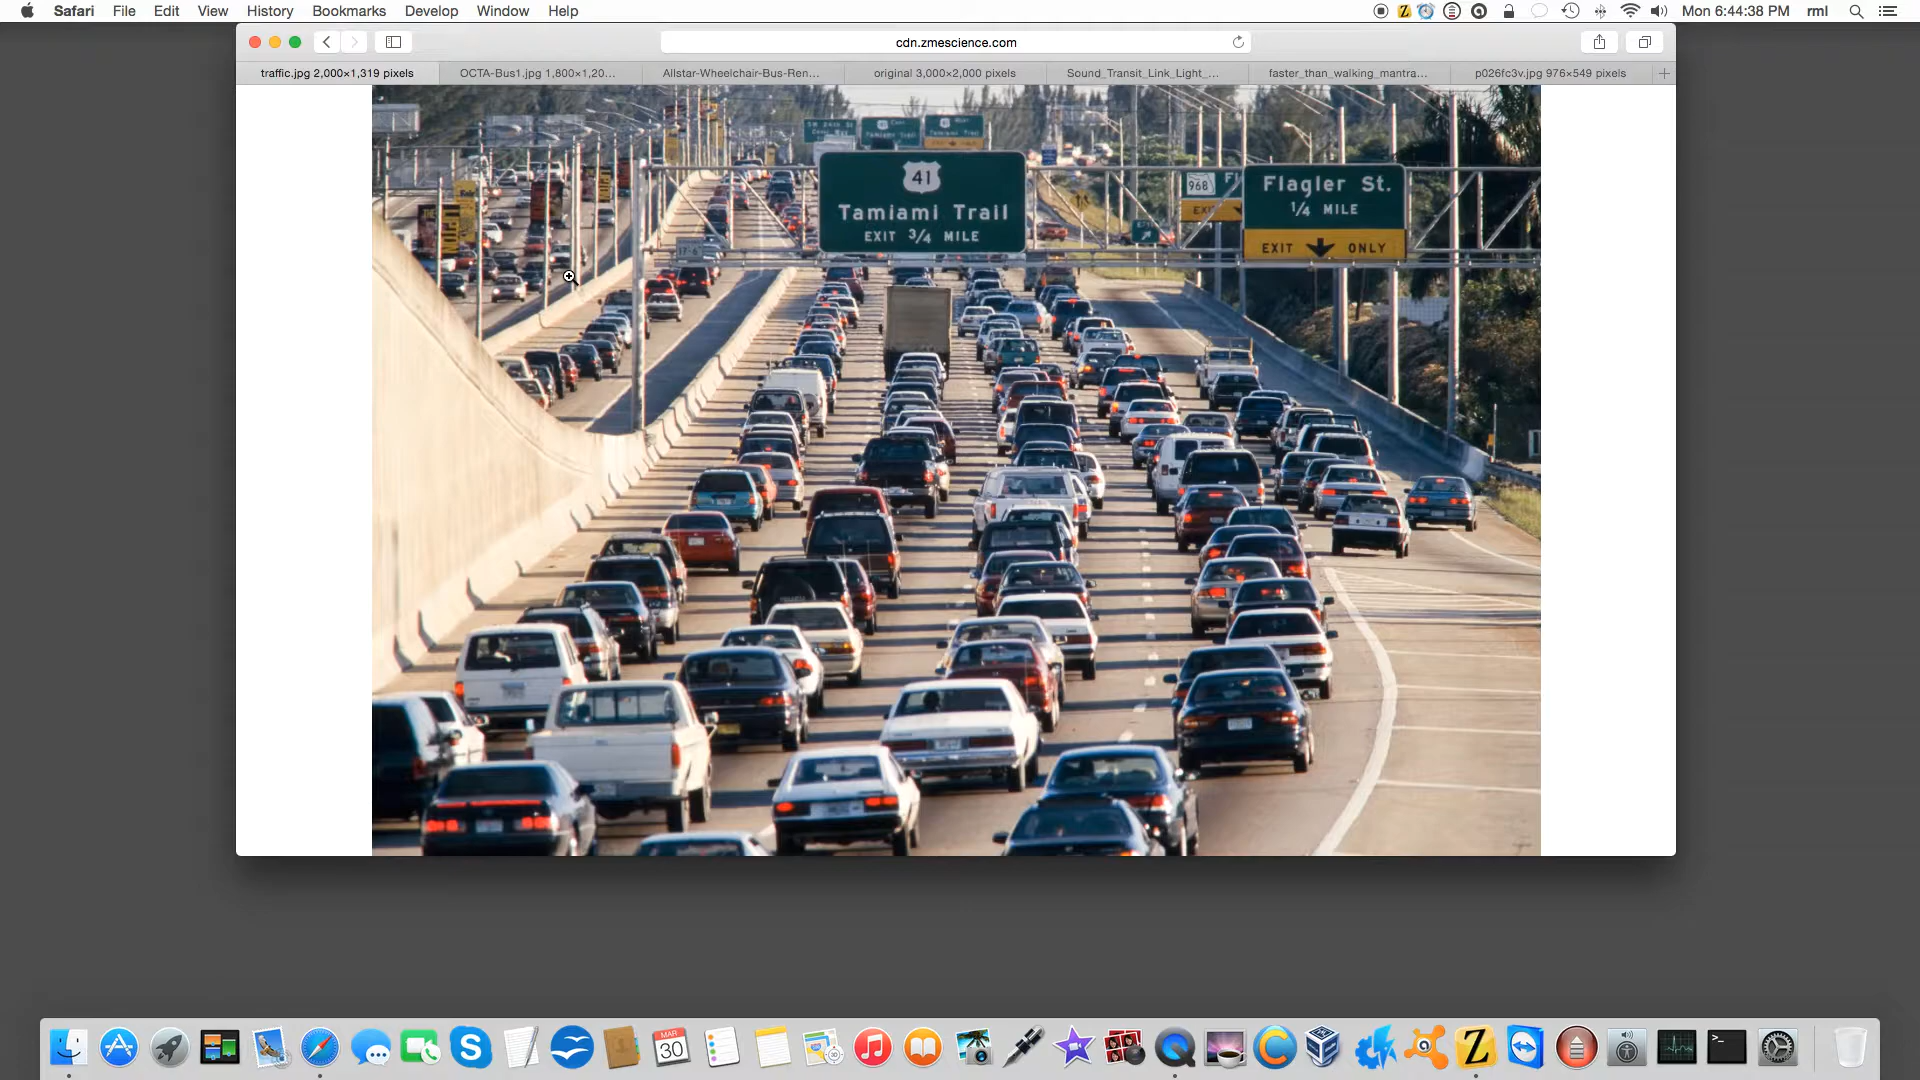 Safari File Edit View History Bookmarks Develop Window Help
Mon 6:44:38 PM rml
cdn.zmescience.com
traffic.jpg 2,000×1,319 pixels
OCTA-Bus1.jpg 1,800×1,20...
Allstar-Wheelchair-Bus-Ren...
original 3,000×2,000 pixels
Sound_Transit_Link_Light_...
faster_than_walking_mantra...
p026fc3v.jpg 976×549 pixels
41
Tamiami Trail
EXIT 3/4 MILE
968
EXIT
Flagler St.
1/4 MILE
EXIT ONLY
MAR
30